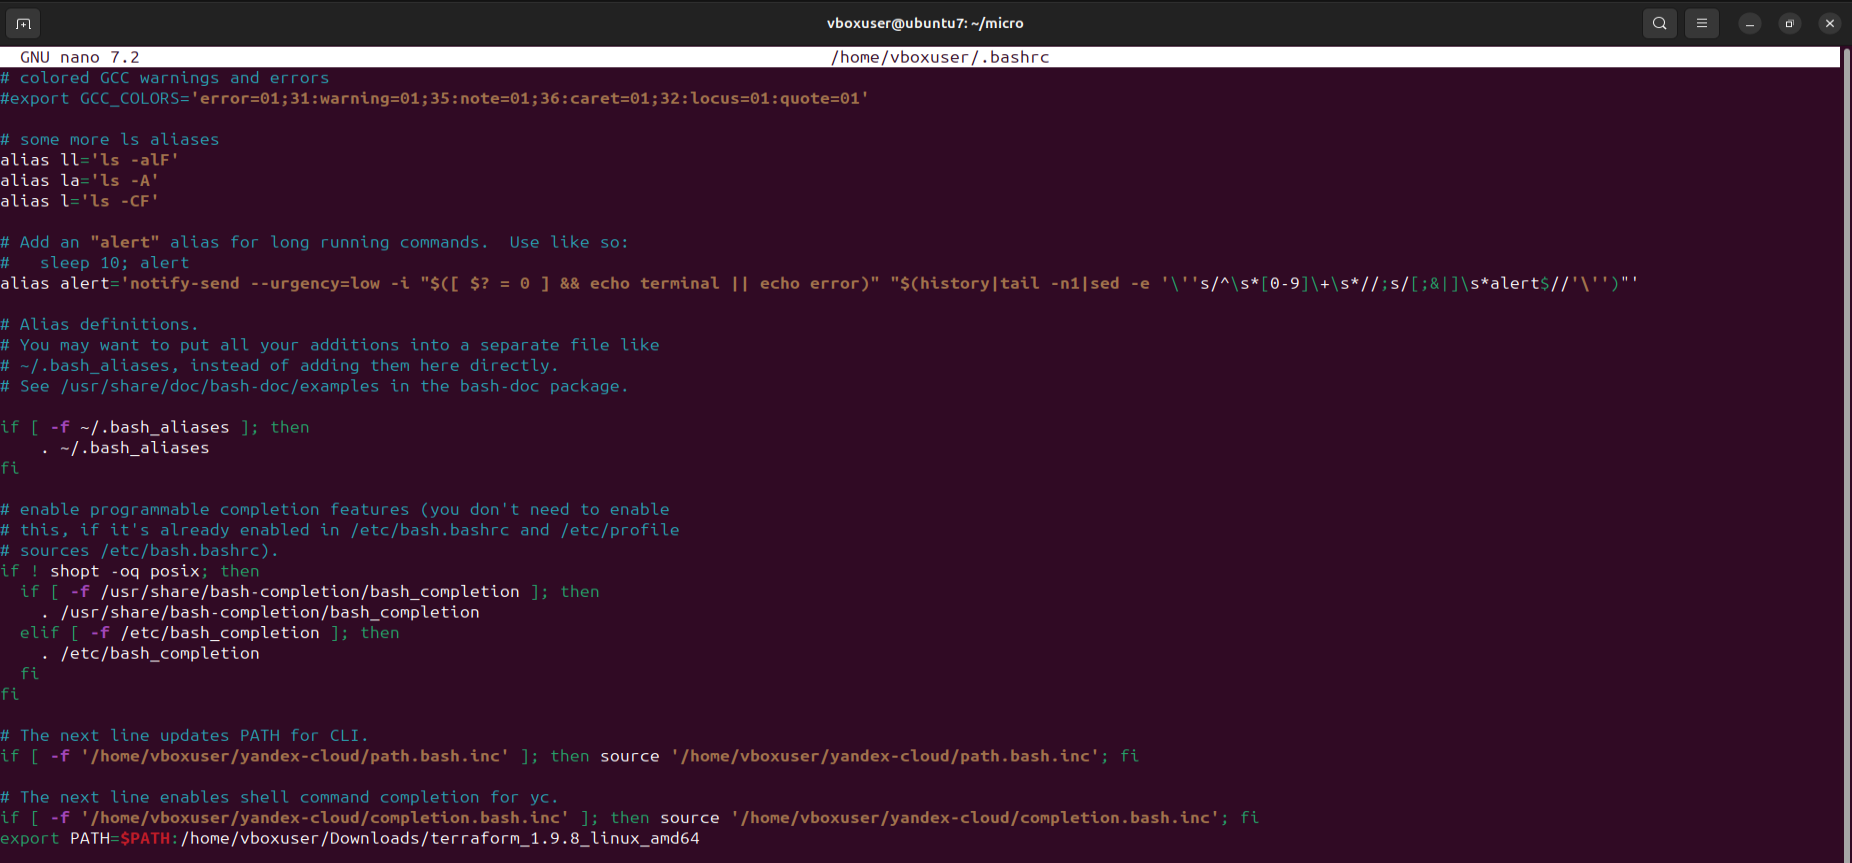 vboxuser@ubuntu7: ~/micro
GNU nano 7.2 /home/vboxuser/.bashrc
# colored GCC warnings and errors
#export GCC_COLORS='error=01;31:warning=01;35:note=01;36:caret=01;32:locus=01:quote=01'

# some more ls aliases
alias ll='ls -alF'
alias la='ls -A'
alias l='ls -CF'

# Add an "alert" alias for long running commands.  Use like so:
#   sleep 10; alert
alias alert='notify-send --urgency=low -i "$([ $? = 0 ] && echo terminal || echo error)" "$(history|tail -n1|sed -e '\''s/^\s*[0-9]\+\s*//;s/[;&|]\s*alert$//'\'')"'

# Alias definitions.
# You may want to put all your additions into a separate file like
# ~/.bash_aliases, instead of adding them here directly.
# See /usr/share/doc/bash-doc/examples in the bash-doc package.

if [ -f ~/.bash_aliases ]; then
    . ~/.bash_aliases
fi

# enable programmable completion features (you don't need to enable
# this, if it's already enabled in /etc/bash.bashrc and /etc/profile
# sources /etc/bash.bashrc).
if ! shopt -oq posix; then
  if [ -f /usr/share/bash-completion/bash_completion ]; then
    . /usr/share/bash-completion/bash_completion
  elif [ -f /etc/bash_completion ]; then
    . /etc/bash_completion
  fi
fi

# The next line updates PATH for CLI.
if [ -f '/home/vboxuser/yandex-cloud/path.bash.inc' ]; then source '/home/vboxuser/yandex-cloud/path.bash.inc'; fi

# The next line enables shell command completion for yc.
if [ -f '/home/vboxuser/yandex-cloud/completion.bash.inc' ]; then source '/home/vboxuser/yandex-cloud/completion.bash.inc'; fi
export PATH=$PATH:/home/vboxuser/Downloads/terraform_1.9.8_linux_amd64